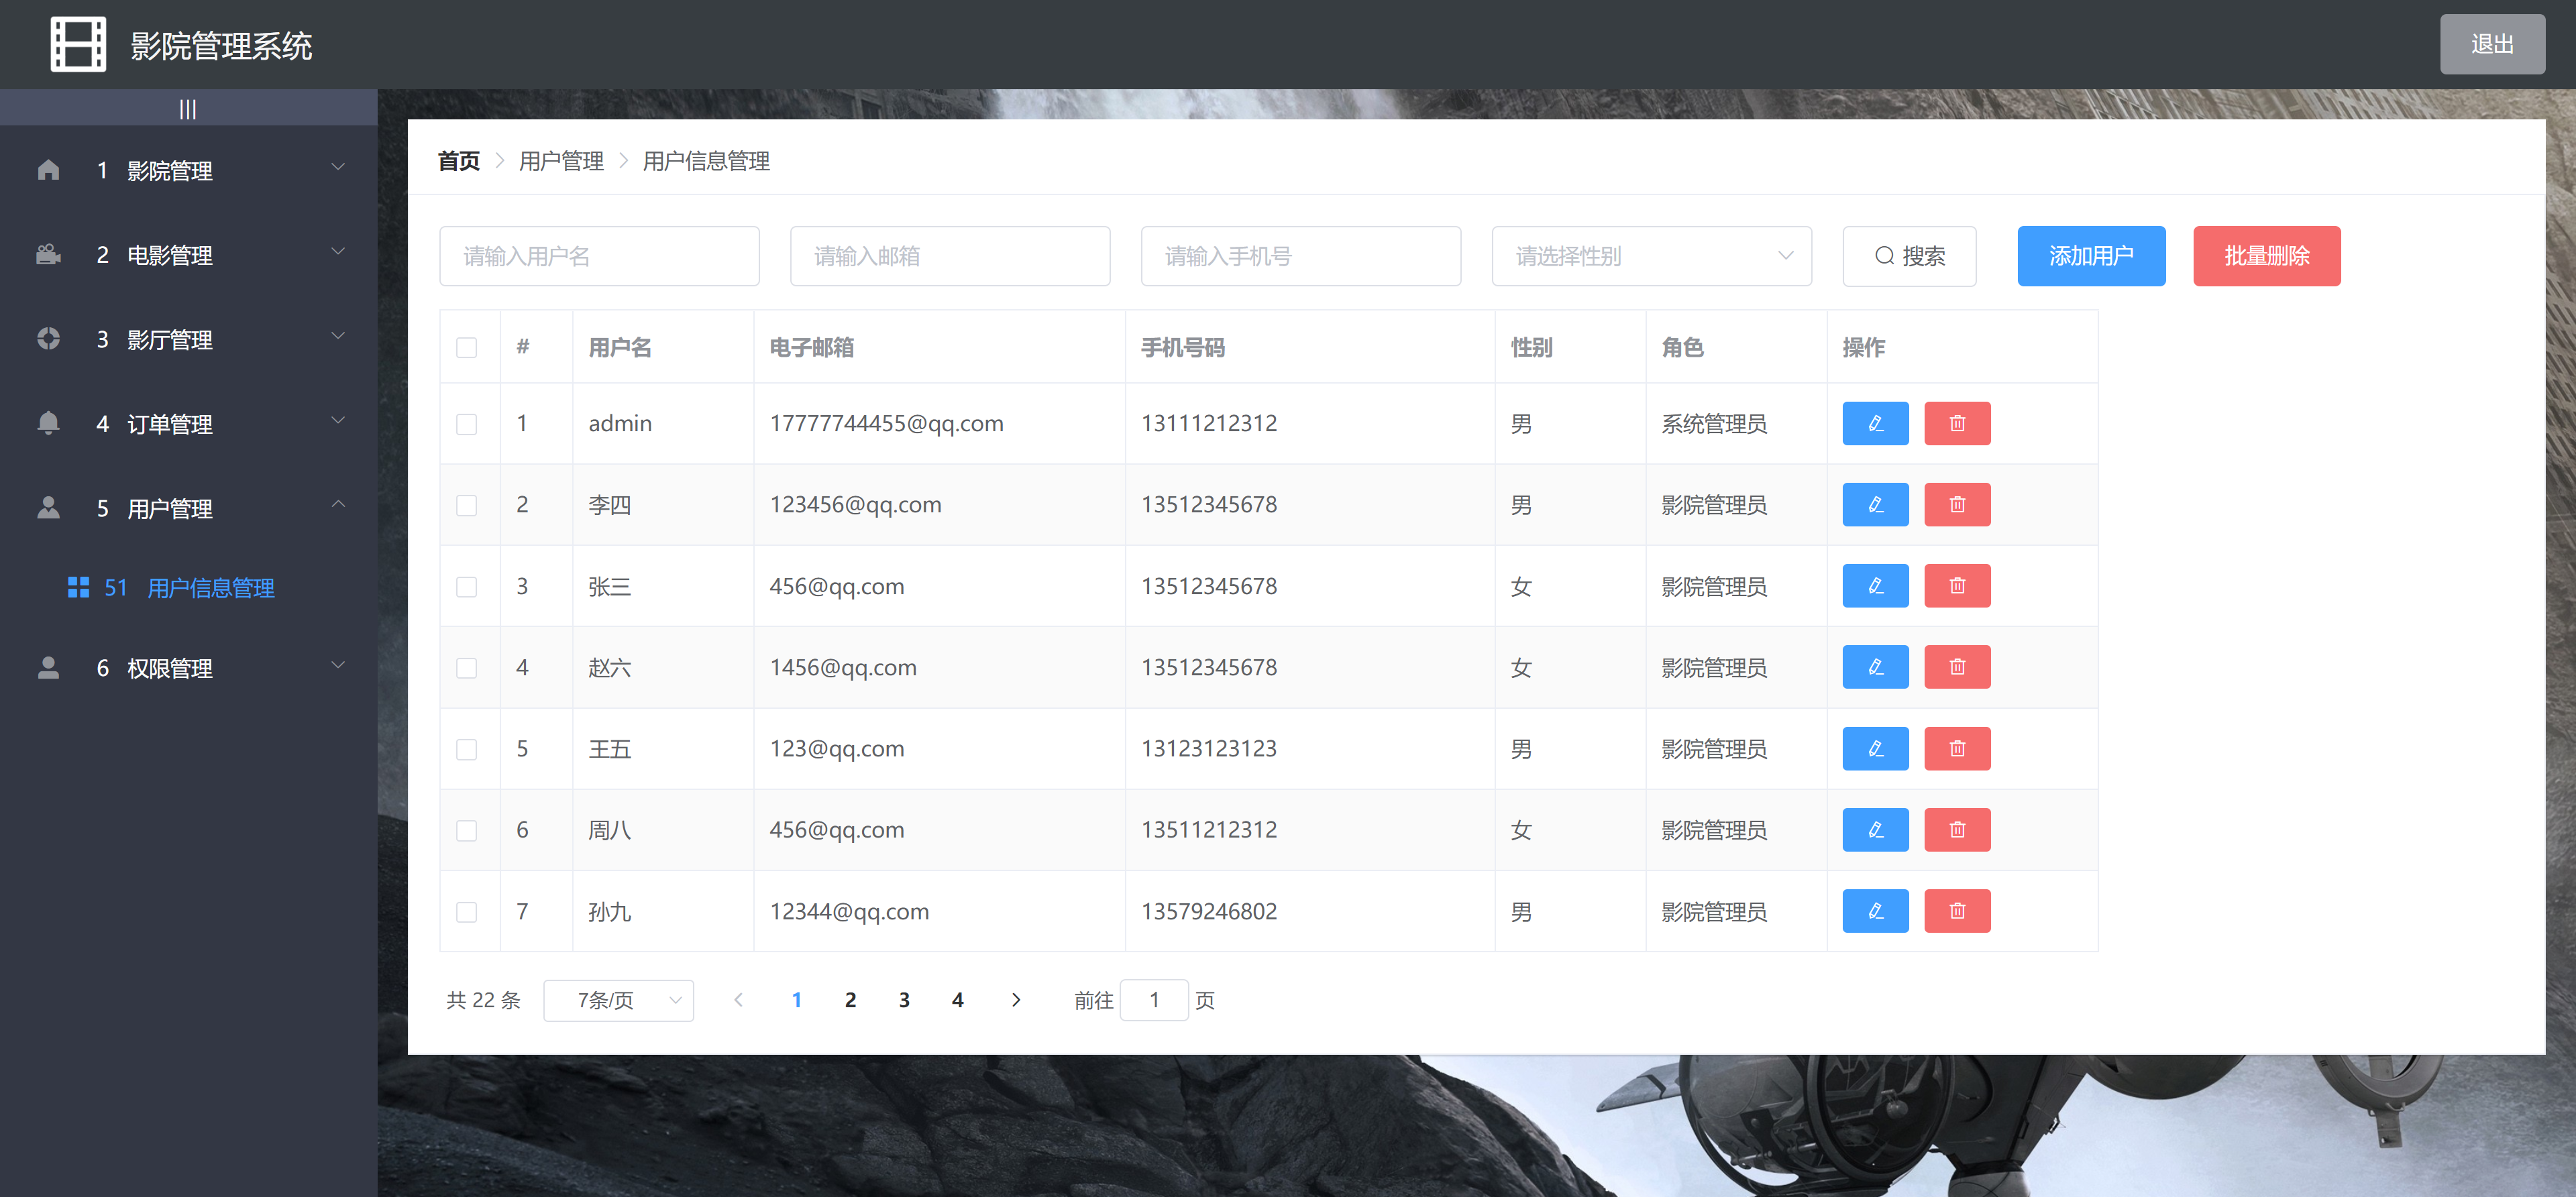 影院管理系统
退出
|||
1 影院管理
2 电影管理
3 影厅管理
4 订单管理
5 用户管理
51 用户信息管理
6 权限管理
首页 > 用户管理 > 用户信息管理
请输入用户名 请输入邮箱 请输入手机号 请选择性别 搜索 添加用户 批量删除
# 用户名 电子邮箱 手机号码 性别 角色 操作
1 admin 17777744455@qq.com 13111212312 男 系统管理员
2 李四 123456@qq.com 13512345678 男 影院管理员
3 张三 456@qq.com 13512345678 女 影院管理员
4 赵六 1456@qq.com 13512345678 女 影院管理员
5 王五 123@qq.com 13123123123 男 影院管理员
6 周八 456@qq.com 13511212312 女 影院管理员
7 孙九 12344@qq.com 13579246802 男 影院管理员
共 22 条 7条/页 < 1 2 3 4 > 前往 1 页